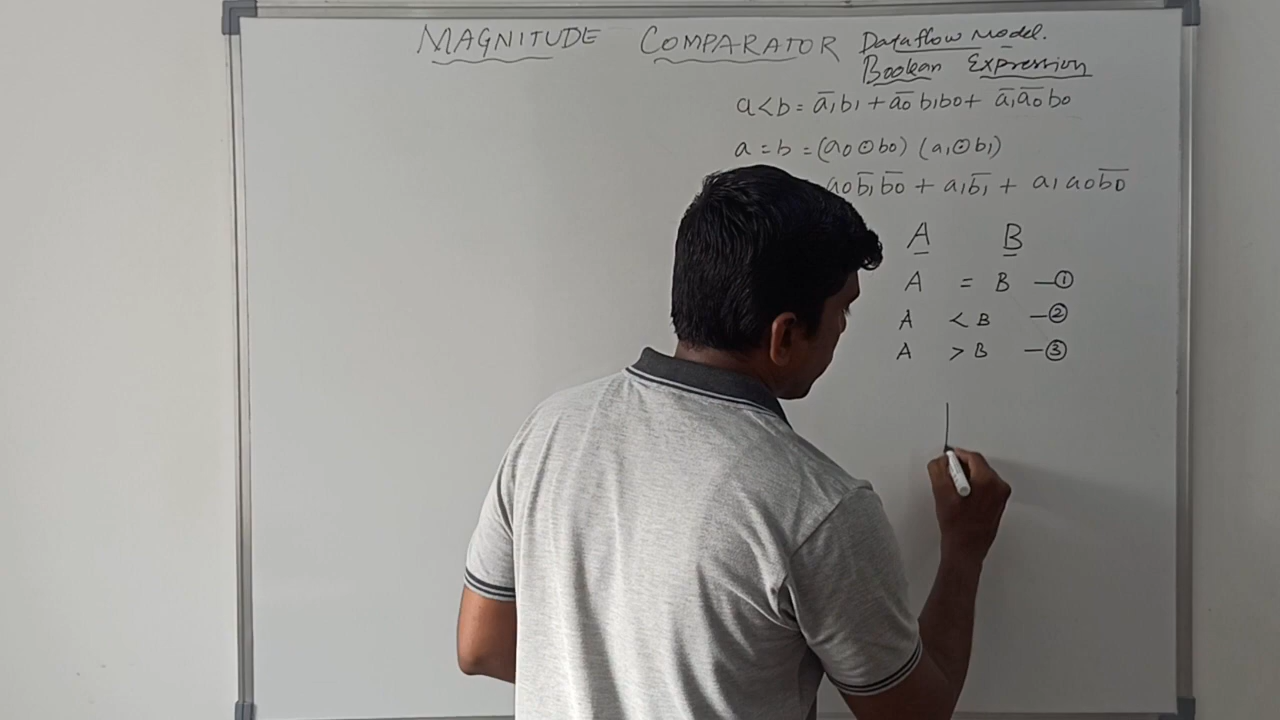 MAGNITUDE COMPARATOR Dataflow Model.
Boolean Expression
a<b = a̅₁b₁ + a̅0 b₁b0 + a̅₁a̅0 b0
a = b = (a0⊙b0) (a₁⊙b₁)
a0b̅₁b̅0 + a₁b̅₁ + a₁a0b̅0
A B
A = B —①
A < B —②
A > B —③